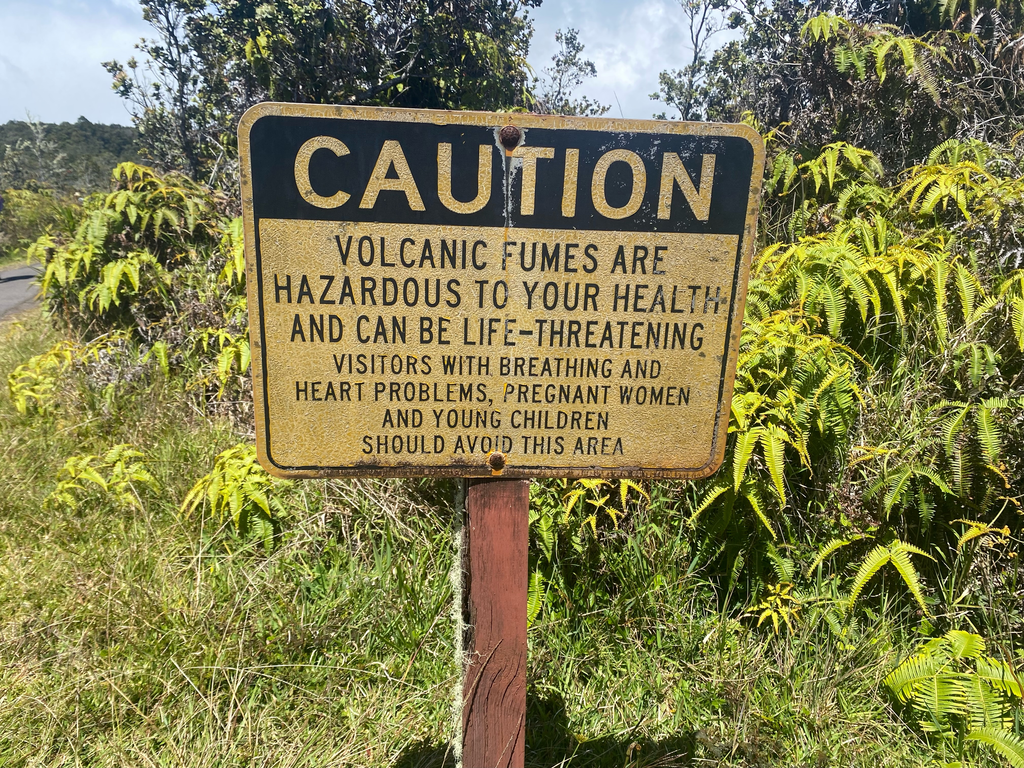 CAUTION
VOLCANIC FUMES ARE
HAZARDOUS TO YOUR HEALTH
AND CAN BE LIFE-THREATENING
VISITORS WITH BREATHING AND
HEART PROBLEMS, PREGNANT WOMEN
AND YOUNG CHILDREN
SHOULD AVOID THIS AREA